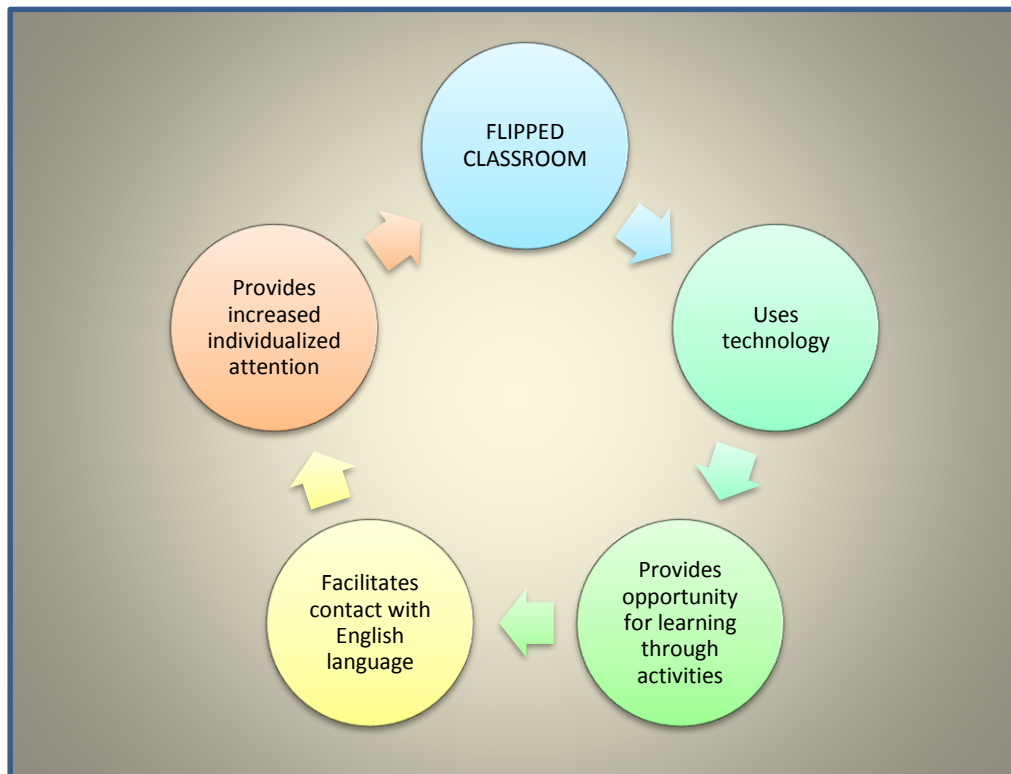 FLIPPED
CLASSROOM
Uses
technology
Provides
opportunity
for learning
through
activities
Facilitates
contact with
English
language
Provides
increased
individualized
attention